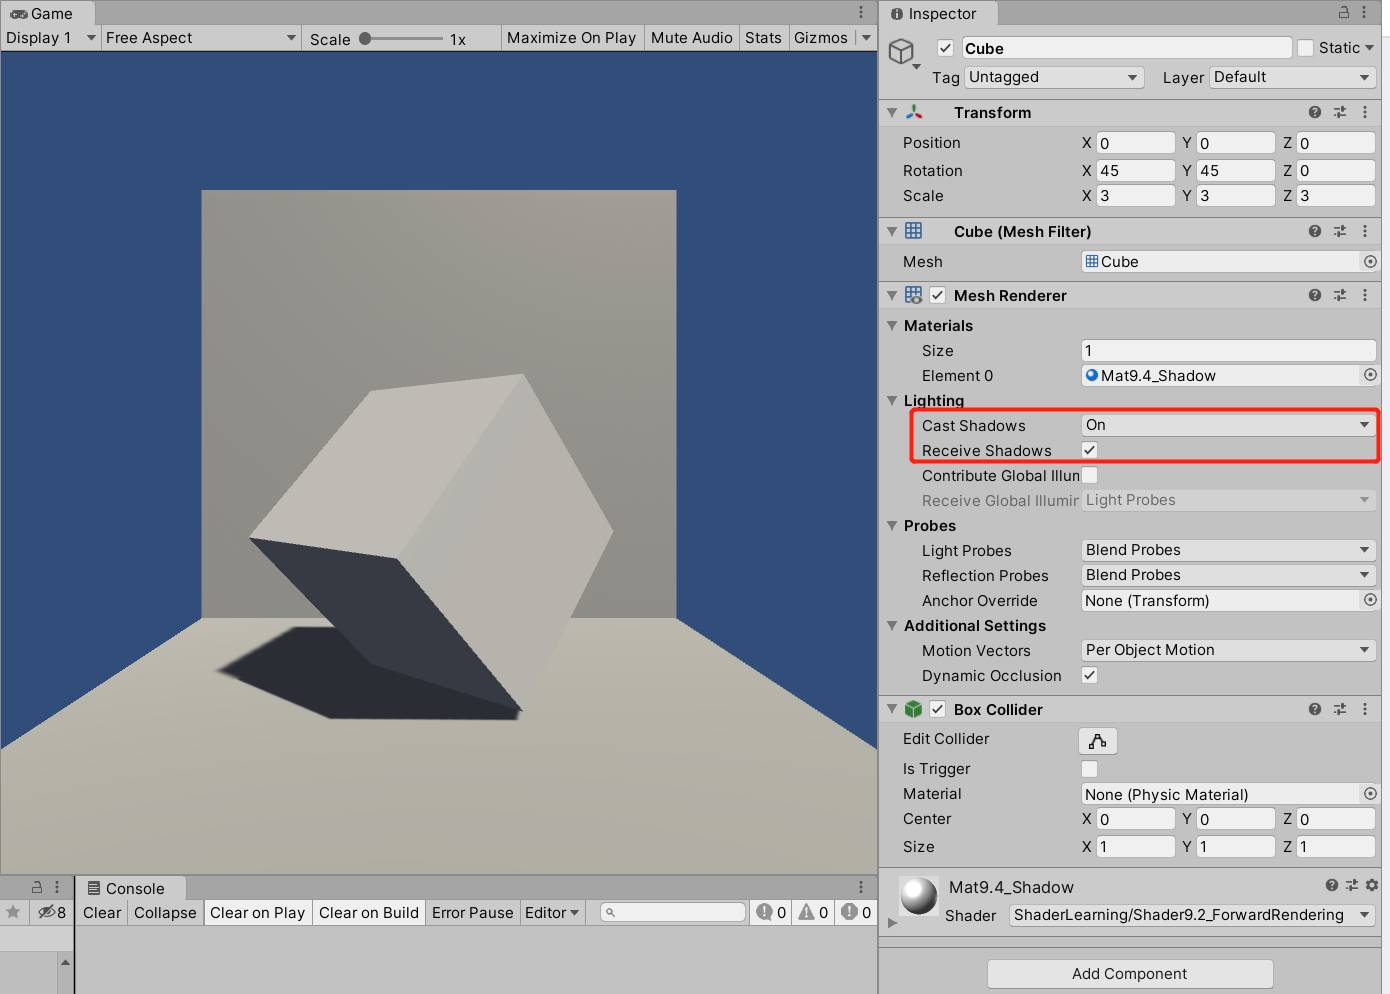 Game
Display 1 Free Aspect Scale 1x Maximize On Play Mute Audio Stats Gizmos
Inspector
Cube Static
Tag Untagged Layer Default
Transform
Position X 0 Y 0 Z 0
Rotation X 45 Y 45 Z 0
Scale X 3 Y 3 Z 3
Cube (Mesh Filter)
Mesh Cube
Mesh Renderer
Materials
Size 1
Element 0 Mat9.4_Shadow
Lighting
Cast Shadows On
Receive Shadows
Contribute Global Illum
Receive Global Illumir Light Probes
Probes
Light Probes Blend Probes
Reflection Probes Blend Probes
Anchor Override None (Transform)
Additional Settings
Motion Vectors Per Object Motion
Dynamic Occlusion
Box Collider
Edit Collider
Is Trigger
Material None (Physic Material)
Center X 0 Y 0 Z 0
Size X 1 Y 1 Z 1
Mat9.4_Shadow
Shader ShaderLearning/Shader9.2_ForwardRendering
Add Component
Console
8 Clear Collapse Clear on Play Clear on Build Error Pause Editor 0 0 0